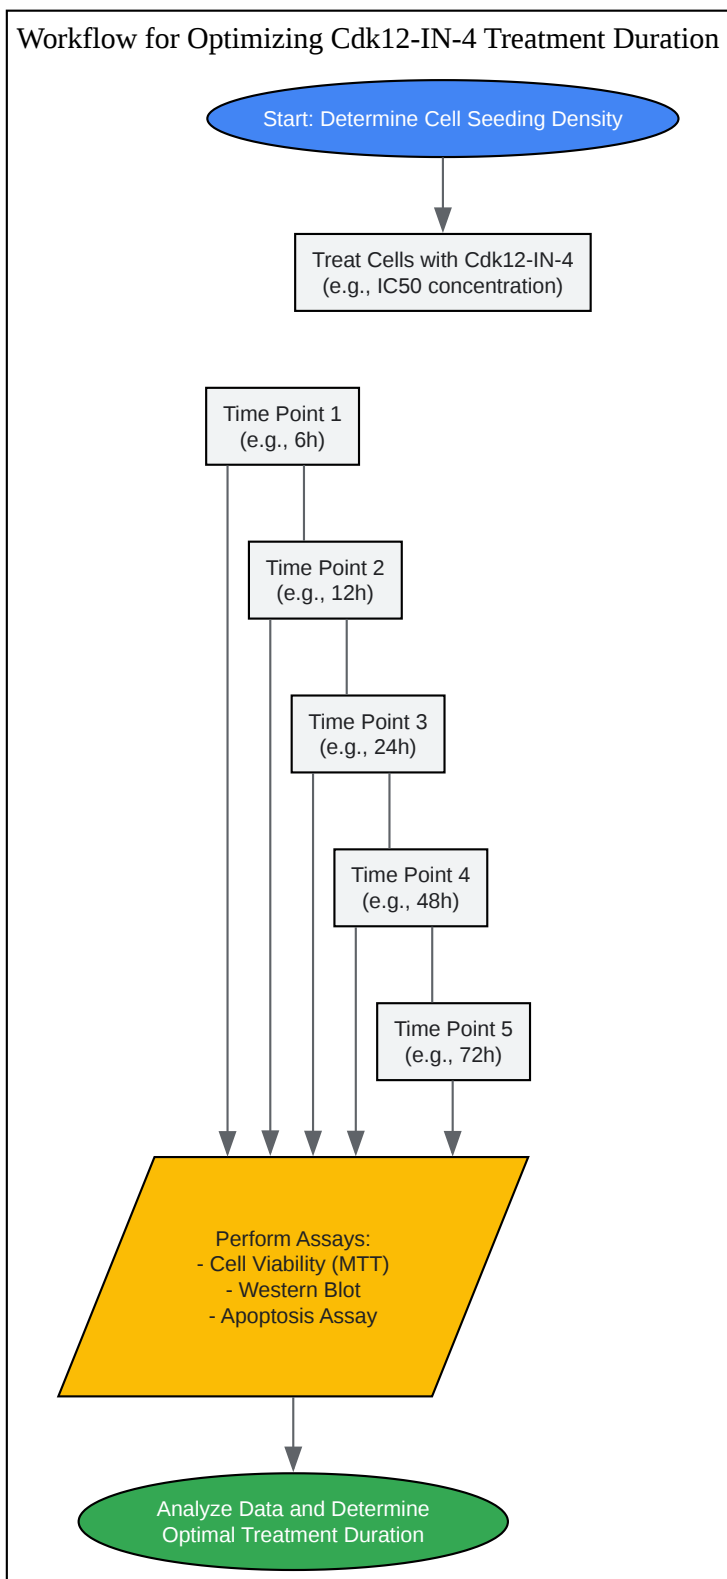 Workflow for Optimizing Cdk12-IN-4 Treatment Duration
Start: Determine Cell Seeding Density
Treat Cells with Cdk12-IN-4
(e.g., IC50 concentration)
Time Point 1
(e.g., 6h)
Time Point 2
(e.g., 12h)
Time Point 3
(e.g., 24h)
Time Point 4
(e.g., 48h)
Time Point 5
(e.g., 72h)
Perform Assays:
- Cell Viability (MTT)
- Western Blot
- Apoptosis Assay
Analyze Data and Determine
Optimal Treatment Duration